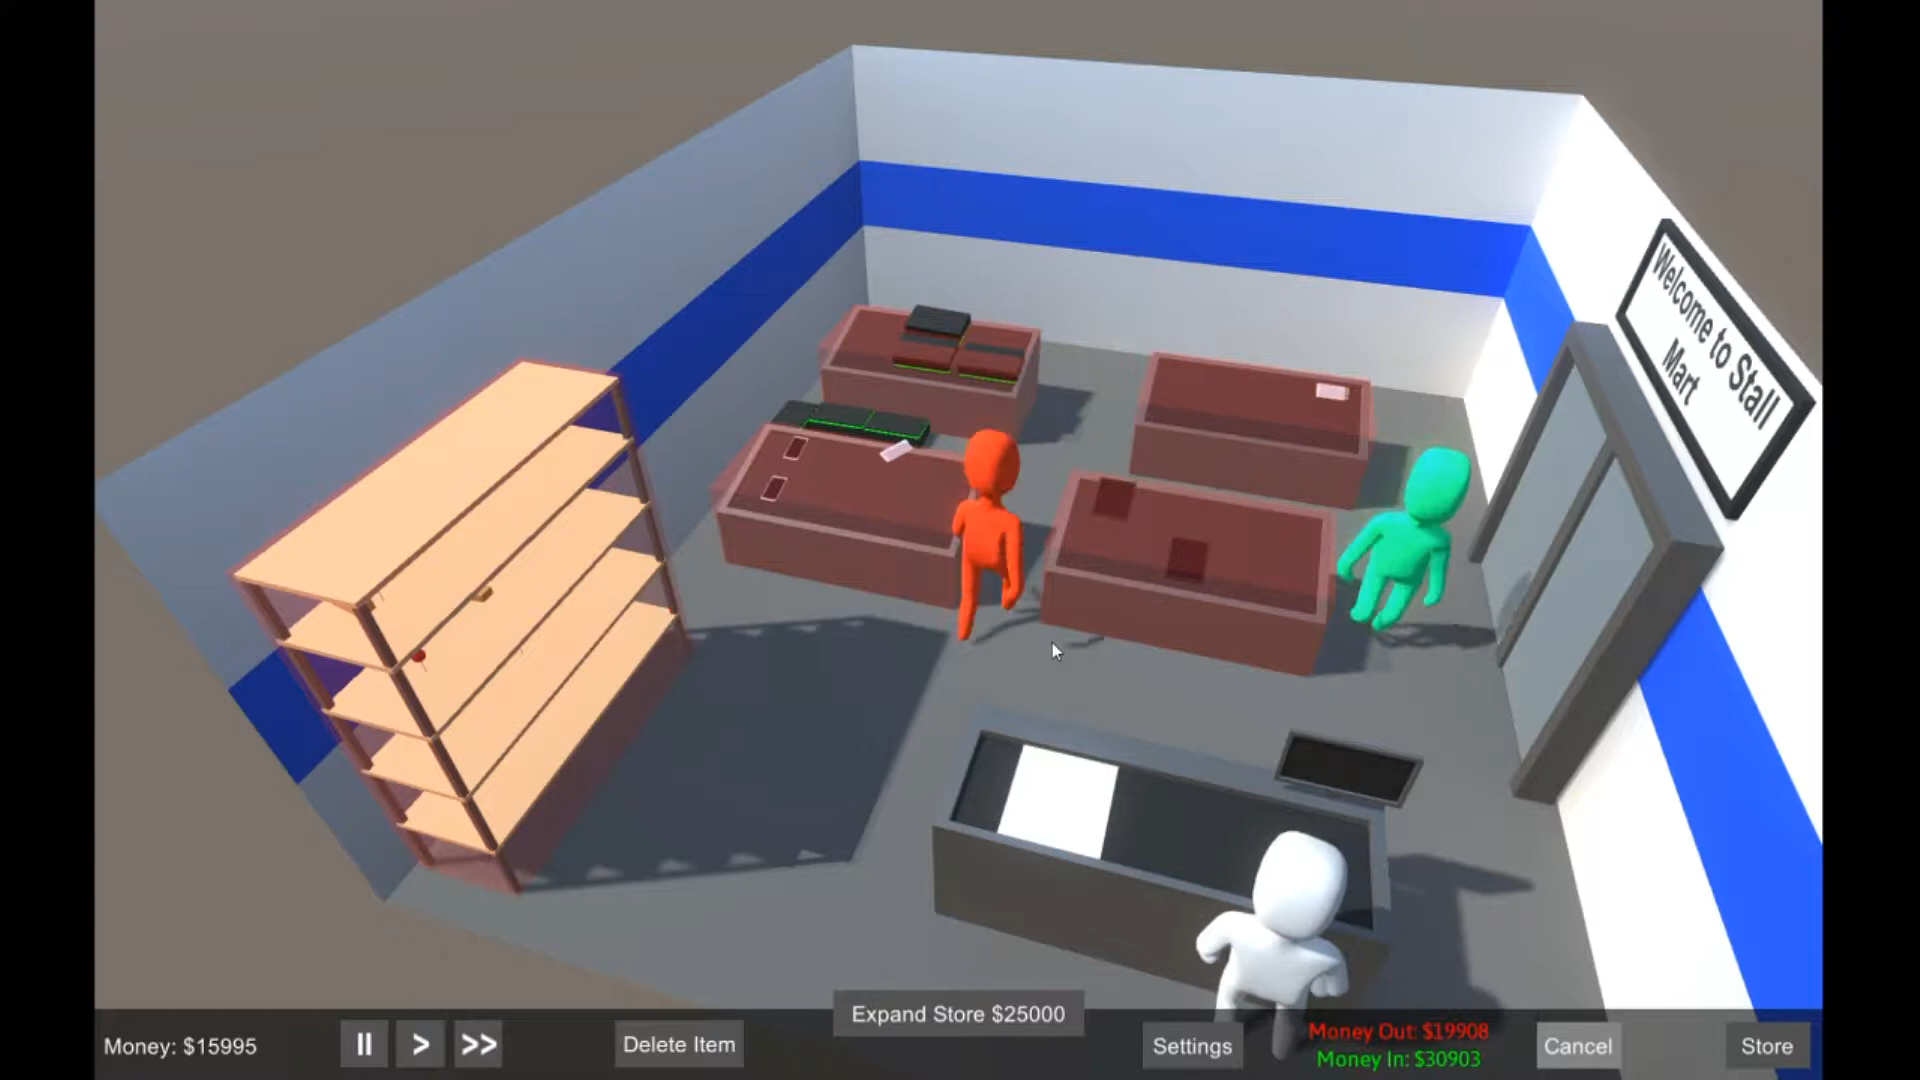 Welcome to Stall
Mart
Expand Store $25000
Money: $15995
Delete Item
Settings
Money Out: $19908
Money In: $30903
Cancel
Store